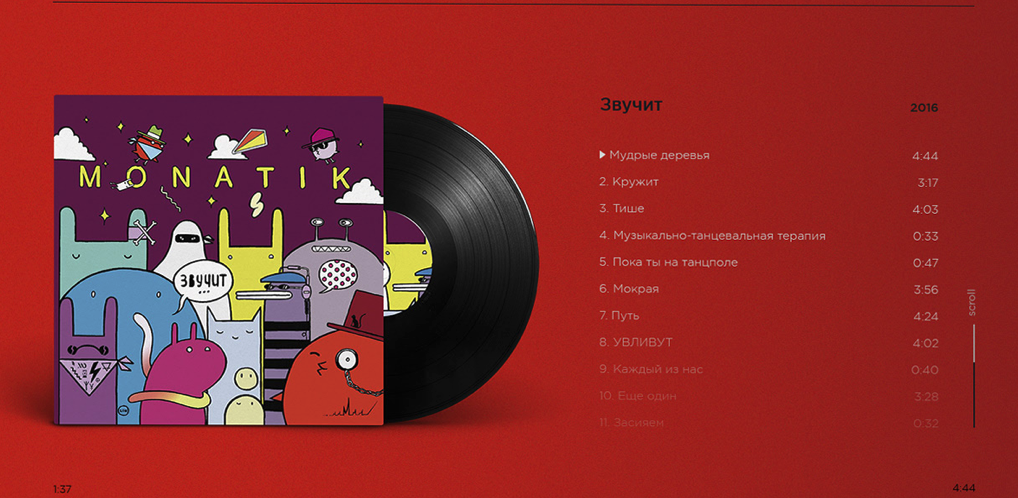 MONATIK
ЗВУЧИТ
...
Звучит 2016
Мудрые деревья 4:44
2. Кружит 3:17
3. Тише 4:03
4. Музыкально-танцевальная терапия 0:33
5. Пока ты на танцполе 0:47
6. Мокрая 3:56
7. Путь 4:24
8. УВЛИВУТ 4:02
9. Каждый из нас 0:40
10. Еще один 3:28
11. Засияем 0:32
scroll
1:37 4:44